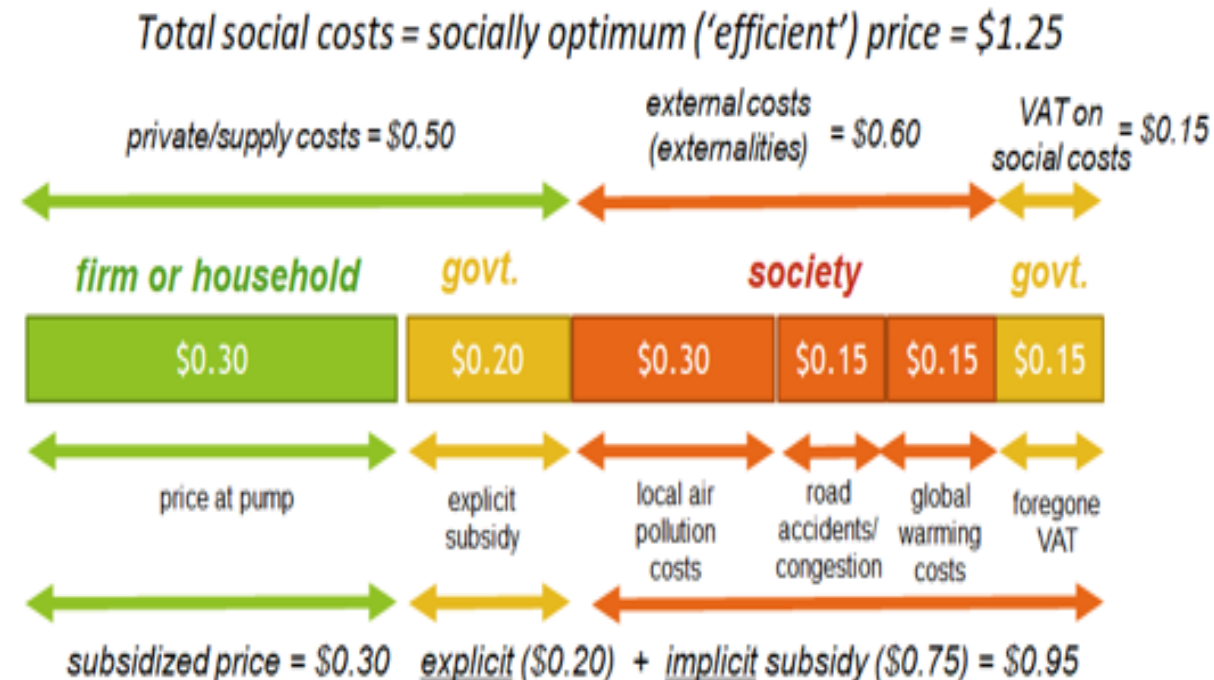 Total social costs = socially optimum ('efficient') price = $1.25
private/supply costs = $0.50
external costs
(externalities) = $0.60
VAT on
social costs = $0.15
firm or household
govt.
society
govt.
$0.30
$0.20
$0.30
$0.15
$0.15
$0.15
price at pump
explicit
subsidy
local air
pollution
costs
road
accidents/
congestion
global
warming
costs
foregone
VAT
subsidized price = $0.30
explicit ($0.20) + implicit subsidy ($0.75) = $0.95